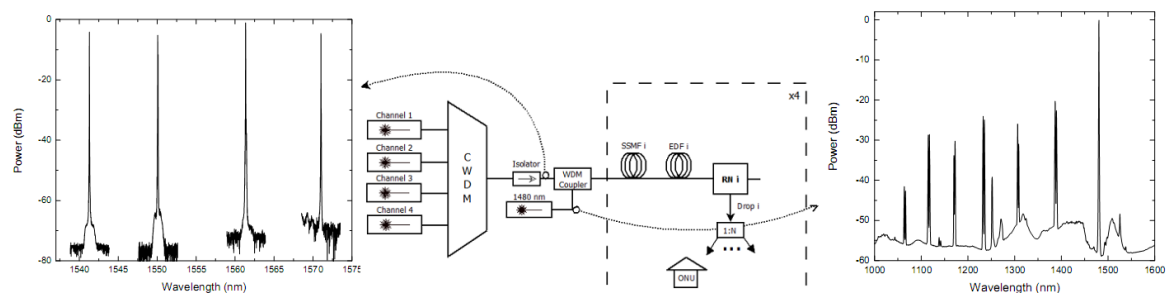 0
-20
-40
-60
-80
Power (dBm)
1540
1545
1550
1555
1560
1565
1570
1575
Wavelength (nm)
Channel 1
Channel 2
Channel 3
Channel 4
C
W
D
M
Isolator
1480 nm
WDM
Coupler
x4
SSMF i
EDF i
RN i
Drop i
1:N
ONU
0
-10
-20
-30
-40
-50
-60
Power (dBm)
1000
1100
1200
1300
1400
1500
1600
Wavelength (nm)